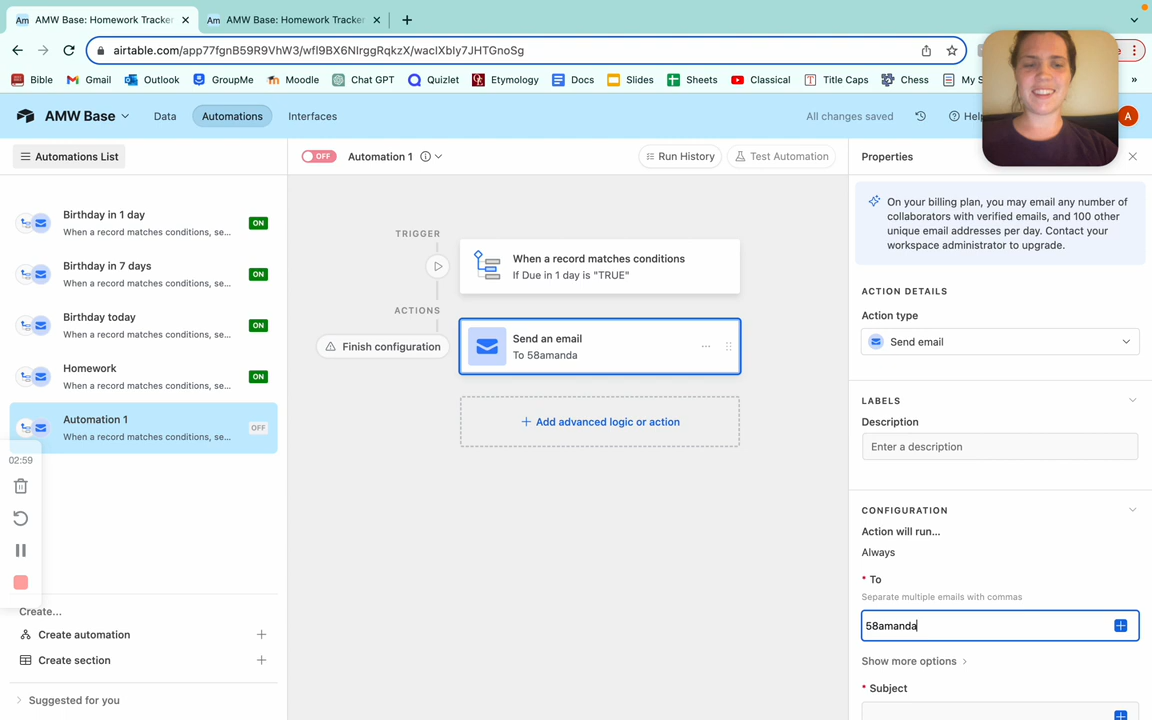 Am AMW Base: Homework Tracker
Am AMW Base: Homework Tracker
airtable.com/app77fgnB59R9VhW3/wfl9BX6NlrggRqkzX/wacIXbly7JHTGnoSg
Bible
Gmail
Outlook
GroupMe
Moodle
Chat GPT
Quizlet
Etymology
Docs
Slides
Sheets
Classical
Title Caps
Chess
My S
»
AMW Base
Data
Automations
Interfaces
All changes saved
Help
A
Automations List
OFF
Automation 1
Run History
Test Automation
Properties
Birthday in 1 day
When a record matches conditions, se...
ON
Birthday in 7 days
When a record matches conditions, se...
ON
Birthday today
When a record matches conditions, se...
ON
Homework
When a record matches conditions, se...
ON
Automation 1
When a record matches conditions, se...
OFF
02:59
Create...
Create automation
Create section
Suggested for you
TRIGGER
When a record matches conditions
If Due in 1 day is "TRUE"
ACTIONS
Finish configuration
Send an email
To 58amanda
Add advanced logic or action
On your billing plan, you may email any number of
collaborators with verified emails, and 100 other
unique email addresses per day. Contact your
workspace administrator to upgrade.
ACTION DETAILS
Action type
Send email
LABELS
Description
Enter a description
CONFIGURATION
Action will run...
Always
* To
Separate multiple emails with commas
58amanda
Show more options
* Subject